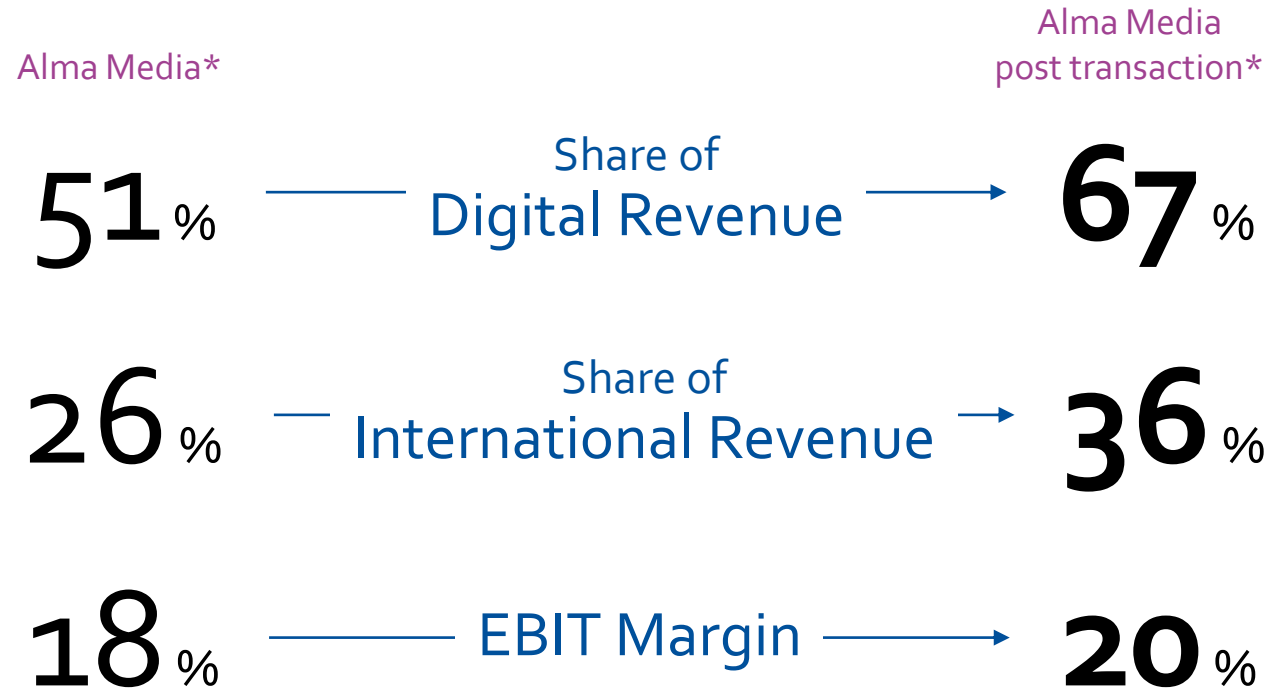 Alma Media*
Alma Media
post transaction*
51 %
Share of
Digital Revenue
67 %
26 %
Share of
International Revenue
36 %
18 %
EBIT Margin
20 %